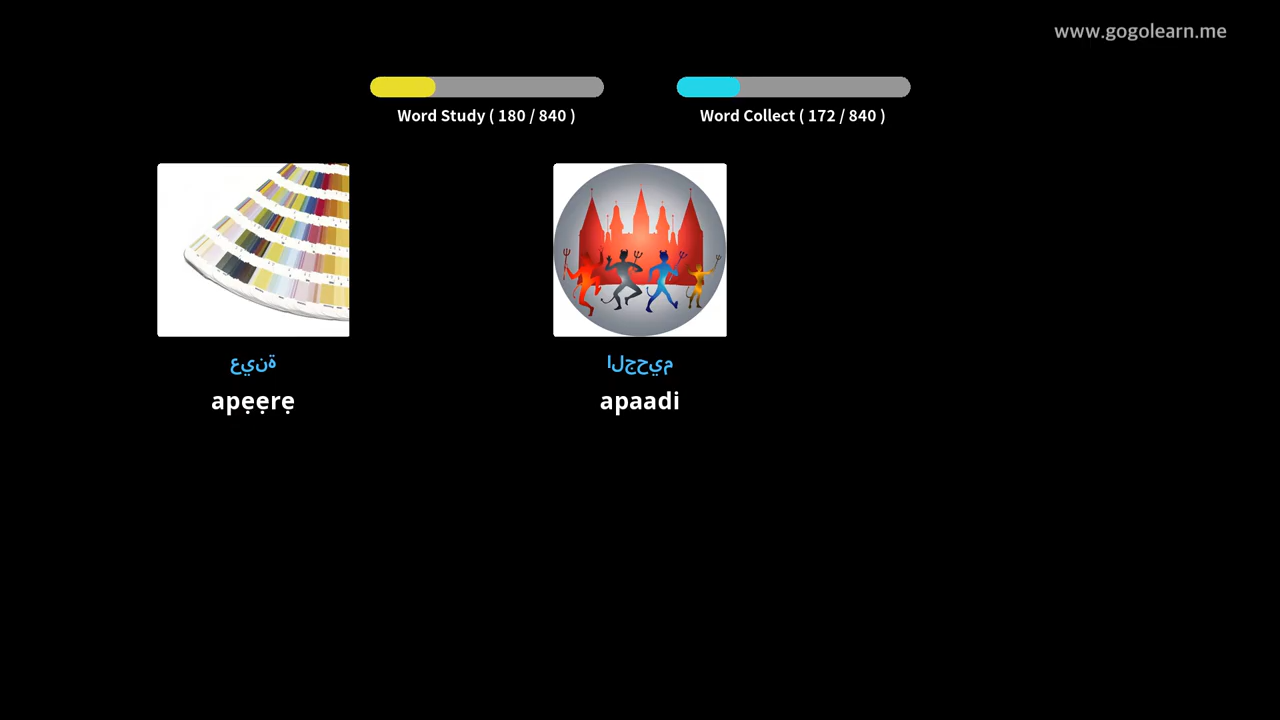 www.gogolearn.me
Word Study ( 180 / 840 )
Word Collect ( 172 / 840 )
عينة
apẹẹrẹ
الجحيم
apaadi